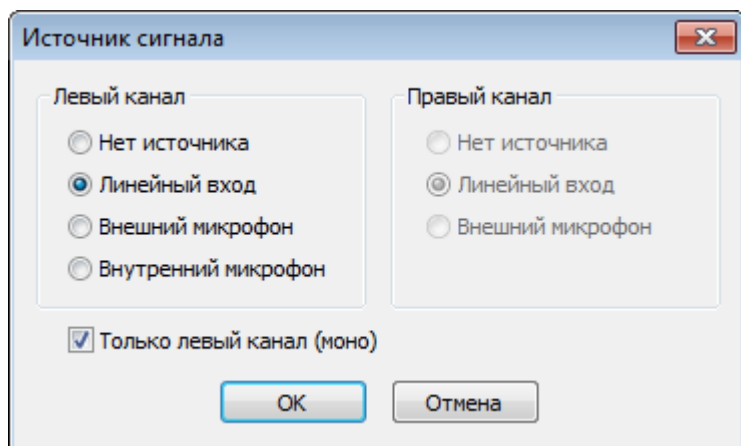 Источник сигнала
Левый канал
Нет источника
Линейный вход
Внешний микрофон
Внутренний микрофон
Правый канал
Нет источника
Линейный вход
Внешний микрофон
Только левый канал (моно)
OK
Отмена